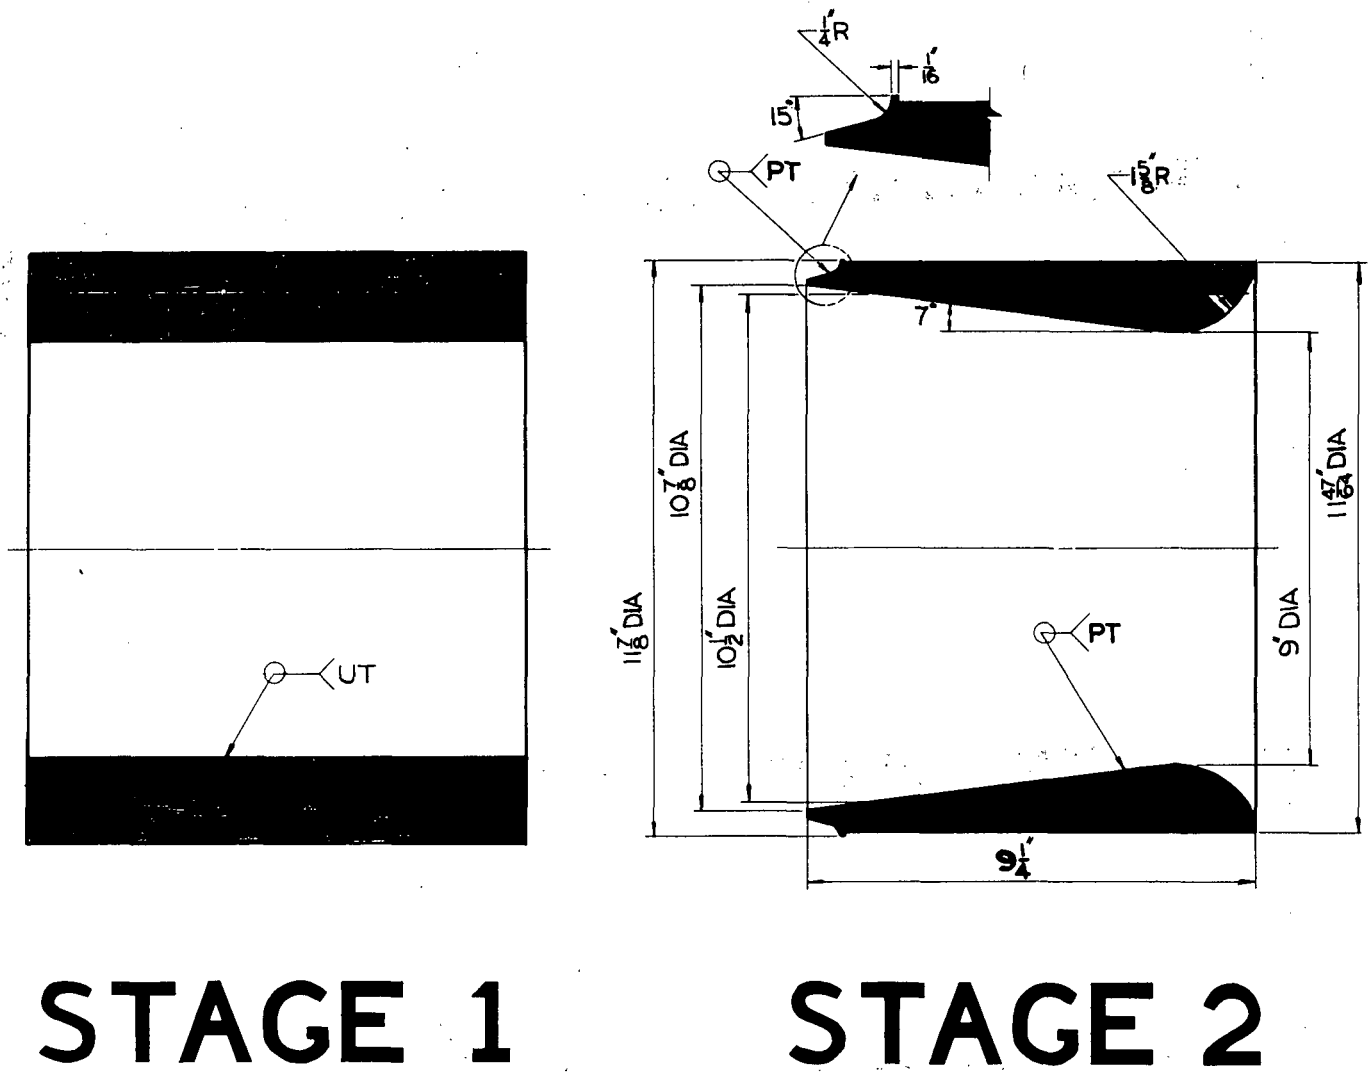 1/4" R
1/16"
15°
PT
1 5/8" R
7°
10 7/8" DIA
11 47/64" DIA
11 7/8" DIA
10 1/2" DIA
9" DIA
PT
UT
9 1/4"
STAGE 1
STAGE 2